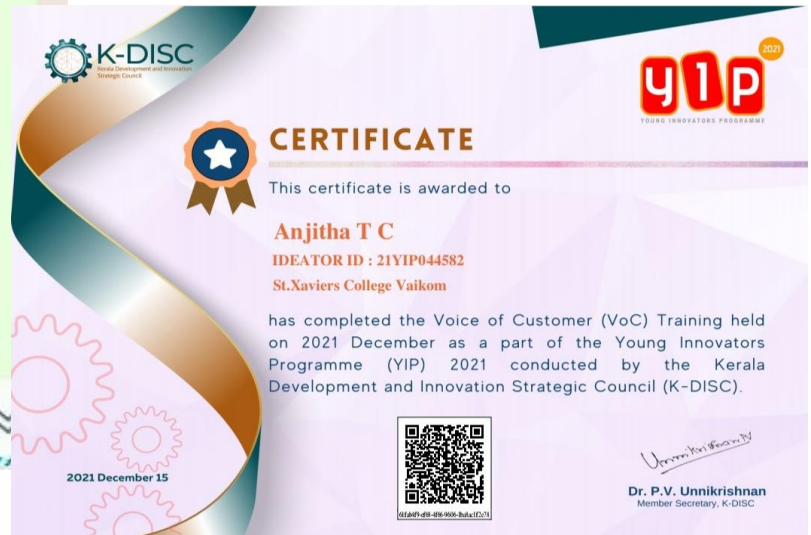 K-DISC
Kerala Development and Innovation
Strategic Council
2021
yip
YOUNG INNOVATORS PROGRAMME
CERTIFICATE
This certificate is awarded to
Anjitha T C
IDEATOR ID : 21YIP044582
St.Xaviers College Vaikom
has completed the Voice of Customer (VoC) Training held
on 2021 December as a part of the Young Innovators
Programme (YIP) 2021 conducted by the Kerala
Development and Innovation Strategic Council (K-DISC).
2021 December 15
Dr. P.V. Unnikrishnan
Member Secretary, K-DISC